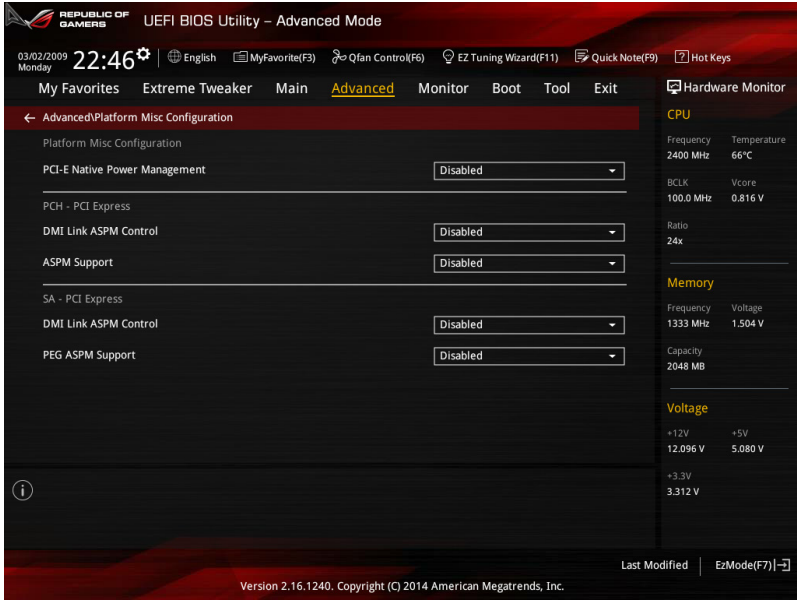 REPUBLIC OF
GAMERS
UEFI BIOS Utility – Advanced Mode
03/02/2009
Monday
22:46
English
MyFavorite(F3)
Qfan Control(F6)
EZ Tuning Wizard(F11)
Quick Note(F9)
? Hot Keys
My Favorites
Extreme Tweaker
Main
Advanced
Monitor
Boot
Tool
Exit
Advanced\Platform Misc Configuration
Platform Misc Configuration
PCI-E Native Power Management Disabled
PCH - PCI Express
DMI Link ASPM Control Disabled
ASPM Support Disabled
SA - PCI Express
DMI Link ASPM Control Disabled
PEG ASPM Support Disabled
Hardware Monitor
CPU
Frequency Temperature
2400 MHz 66°C
BCLK Vcore
100.0 MHz 0.816 V
Ratio
24x
Memory
Frequency Voltage
1333 MHz 1.504 V
Capacity
2048 MB
Voltage
+12V +5V
12.096 V 5.080 V
+3.3V
3.312 V
Last Modified
EzMode(F7)
Version 2.16.1240. Copyright (C) 2014 American Megatrends, Inc.